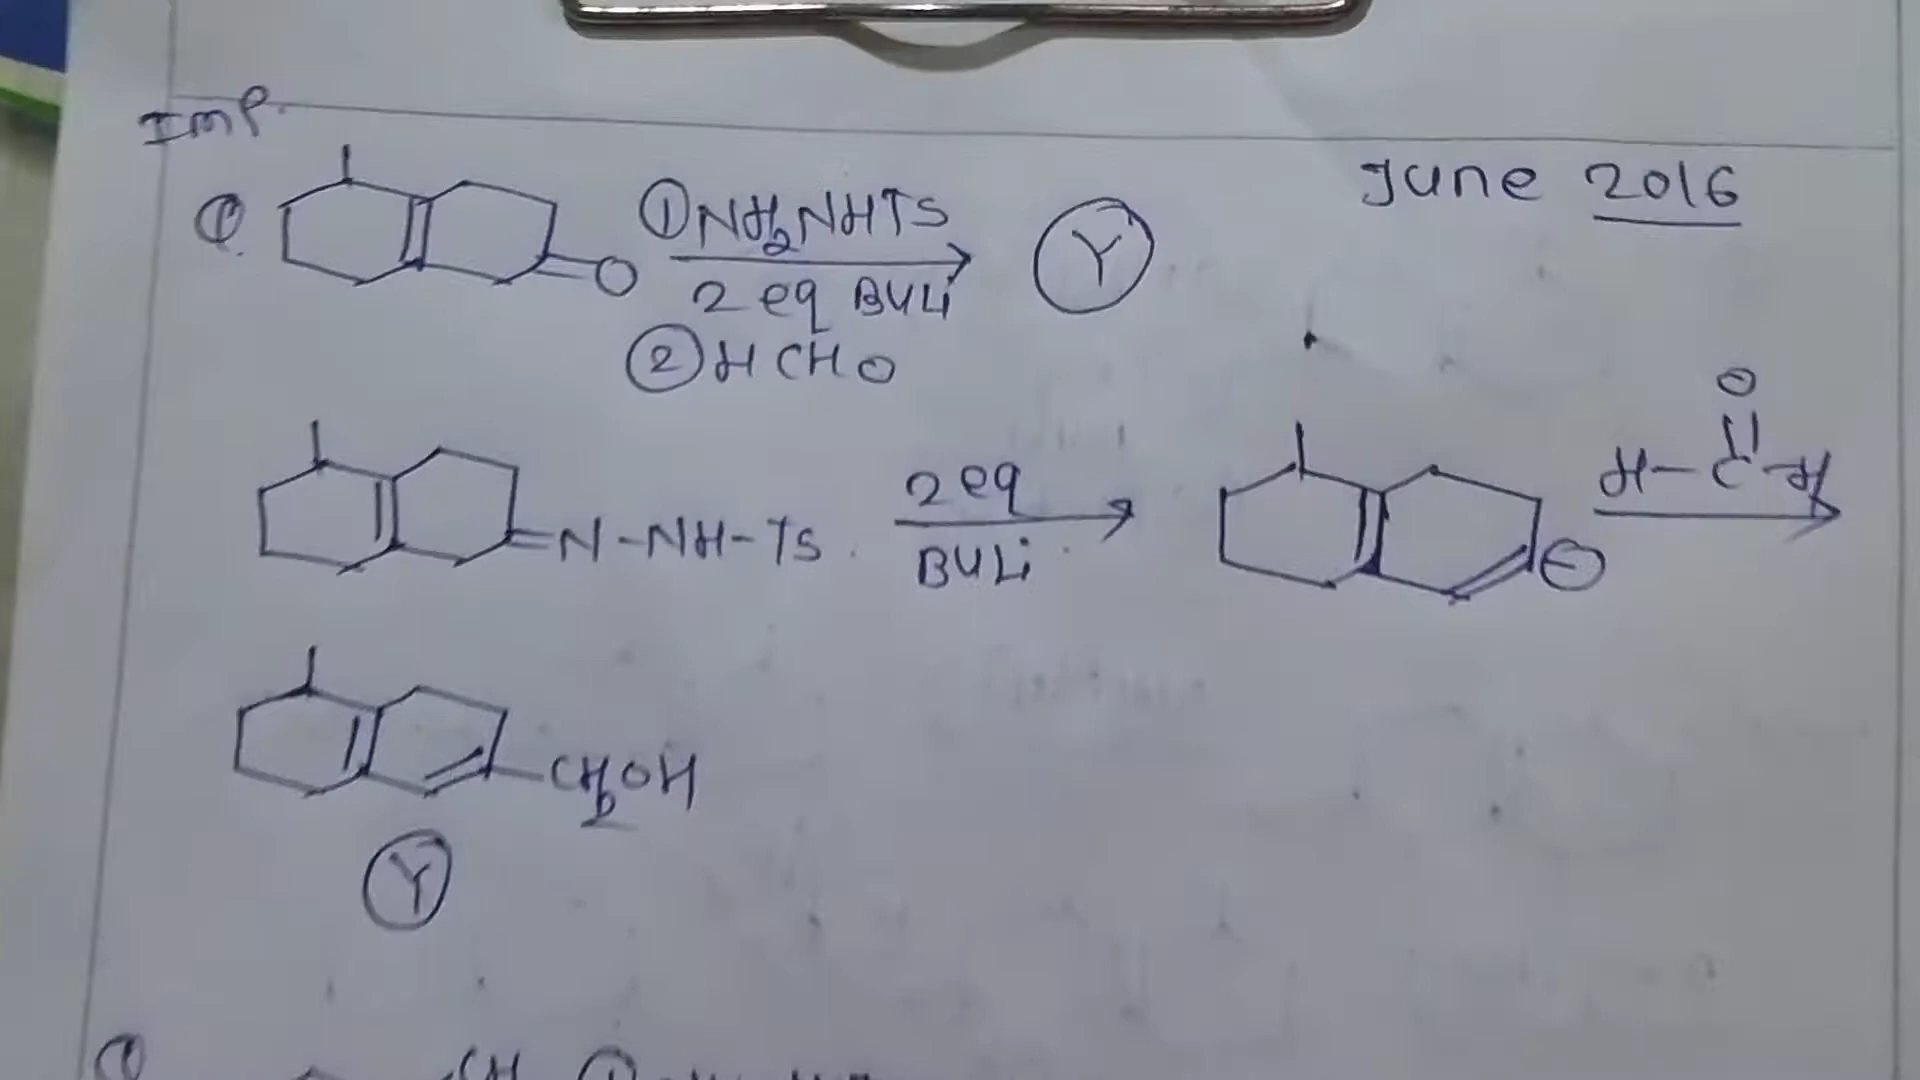 Imp.
June 2016
① O ① NH2NHTS Y
2 eq BuLi
② HCHO
=N-NH-Ts 2eq ⊖ O
BuLi H-C-H
CH2OH
Y